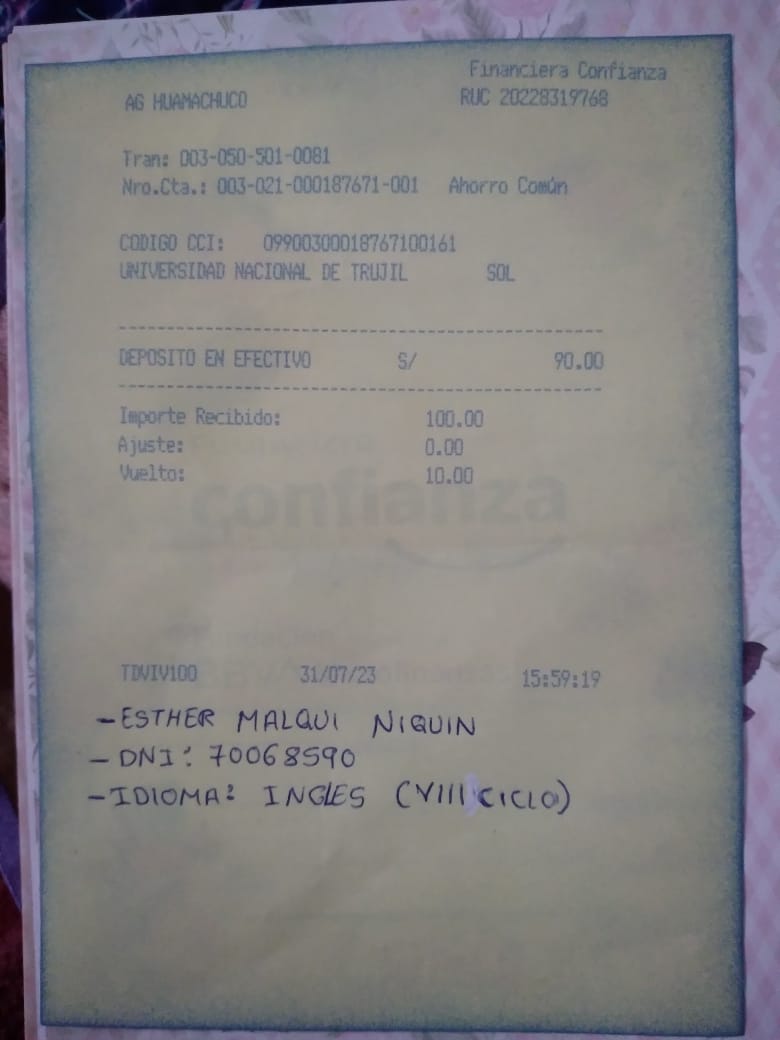 Financiera Confianza
AG HUAMACHUCO RUC 20228319768
Tran: 003-050-501-0081
Nro.Cta.: 003-021-000187671-001 Ahorro Común
CODIGO CCI: 09900300018767100161
UNIVERSIDAD NACIONAL DE TRUJIL SOL
DEPOSITO EN EFECTIVO S/ 90.00
Importe Recibido: 100.00
Ajuste: 0.00
Vuelto: 10.00
confianza
TDVIV100 31/07/23 15:59:19
- ESTHER MALQUI NIQUIN
- DNI: 70068590
- IDIOMA: INGLES (VIII CICLO)